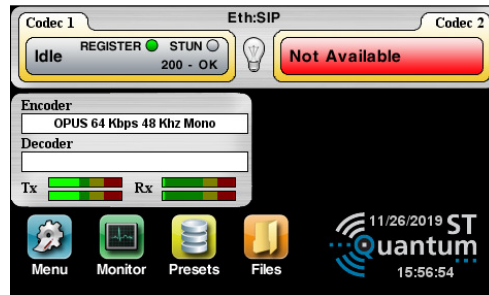 Codec 1
Eth:SIP
Codec 2
Idle
REGISTER STUN
200 - OK
Not Available
Encoder
OPUS 64 Kbps 48 Khz Mono
Decoder
Tx Rx
Menu
Monitor
Presets
Files
11/26/2019 ST
Quantum
15:56:54